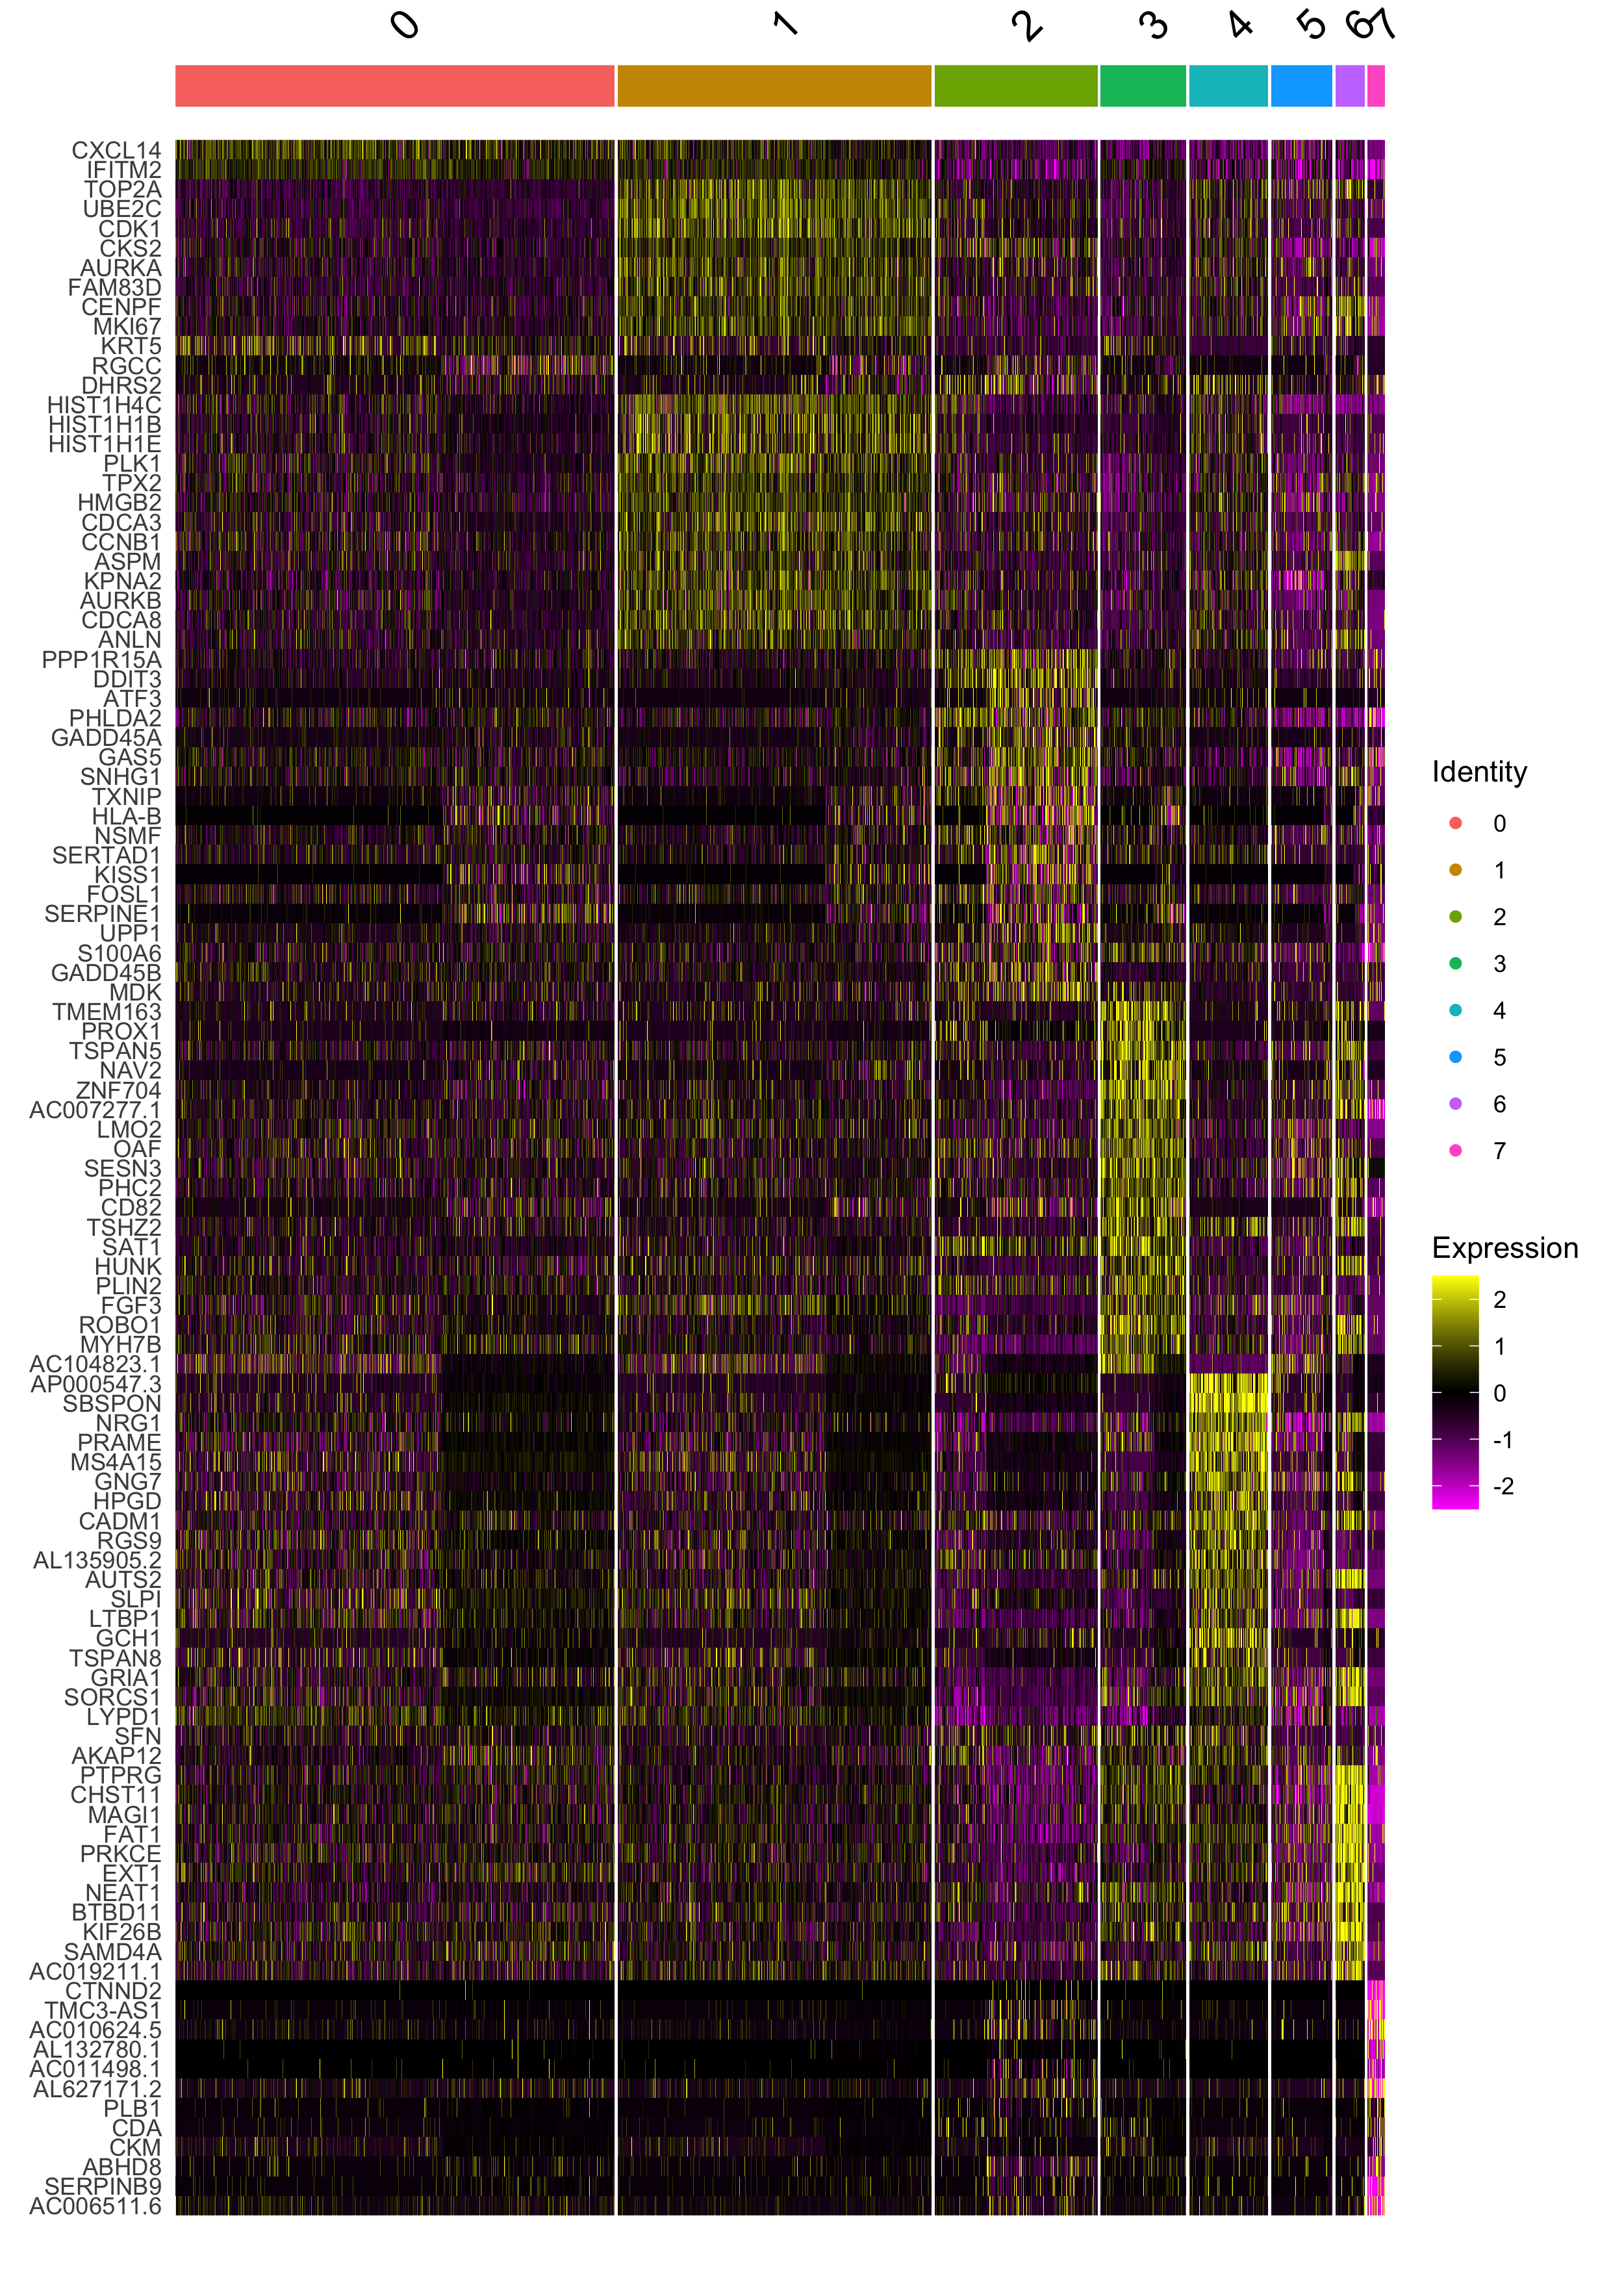 0 1 2 3 4 5 6 7
CXCL14
IFITM2
TOP2A
UBE2C
CDK1
CKS2
AURKA
FAM83D
CENPF
MKI67
KRT5
RGCC
DHRS2
HIST1H4C
HIST1H1B
HIST1H1E
PLK1
TPX2
HMGB2
CDCA3
CCNB1
ASPM
KPNA2
AURKB
CDCA8
ANLN
PPP1R15A
DDIT3
ATF3
PHLDA2
GADD45A
GAS5
SNHG1
TXNIP
HLA-B
NSMF
SERTAD1
KISS1
FOSL1
SERPINE1
UPP1
S100A6
GADD45B
MDK
TMEM163
PROX1
TSPAN5
NAV2
ZNF704
AC007277.1
LMO2
OAF
SESN3
PHC2
CD82
TSHZ2
SAT1
HUNK
PLIN2
FGF3
ROBO1
MYH7B
AC104823.1
AP000547.3
SBSPON
NRG1
PRAME
MS4A15
GNG7
HPGD
CADM1
RGS9
AL135905.2
AUTS2
SLPI
LTBP1
GCH1
TSPAN8
GRIA1
SORCS1
LYPD1
SFN
AKAP12
PTPRG
CHST11
MAGI1
FAT1
PRKCE
EXT1
NEAT1
BTBD11
KIF26B
SAMD4A
AC019211.1
CTNND2
TMC3-AS1
AC010624.5
AL132780.1
AC011498.1
AL627171.2
PLB1
CDA
CKM
ABHD8
SERPINB9
AC006511.6
Identity
0
1
2
3
4
5
6
7
Expression
2
1
0
-1
-2